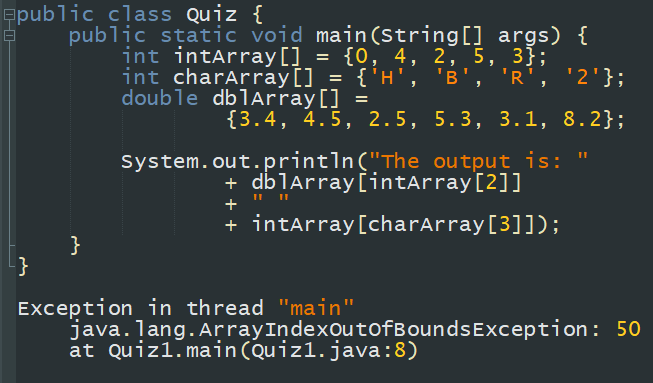 public class Quiz {
    public static void main(String[] args) {
        int intArray[] = {0, 4, 2, 5, 3};
        int charArray[] = {'H', 'B', 'R', '2'};
        double dblArray[] =
                {3.4, 4.5, 2.5, 5.3, 3.1, 8.2};

        System.out.println("The output is: "
                + dblArray[intArray[2]]
                + " "
                + intArray[charArray[3]]);
    }
}

Exception in thread "main"
    java.lang.ArrayIndexOutOfBoundsException: 50
    at Quiz1.main(Quiz1.java:8)